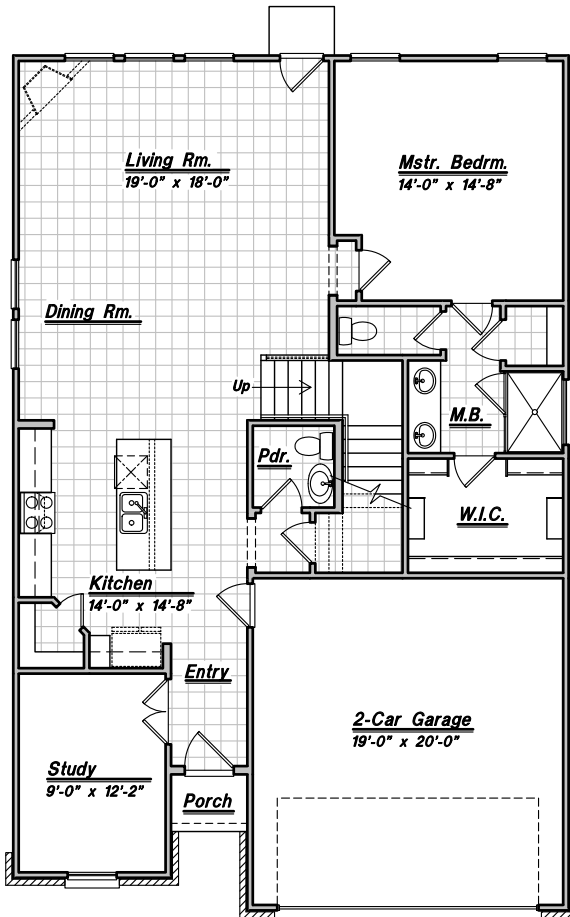 Living Rm.
19'-0" x 18'-0"
Mstr. Bedrm.
14'-0" x 14'-8"
Dining Rm.
Up
M.B.
Pdr.
W.I.C.
Kitchen
14'-0" x 14'-8"
Entry
2-Car Garage
19'-0" x 20'-0"
Study
9'-0" x 12'-2"
Porch